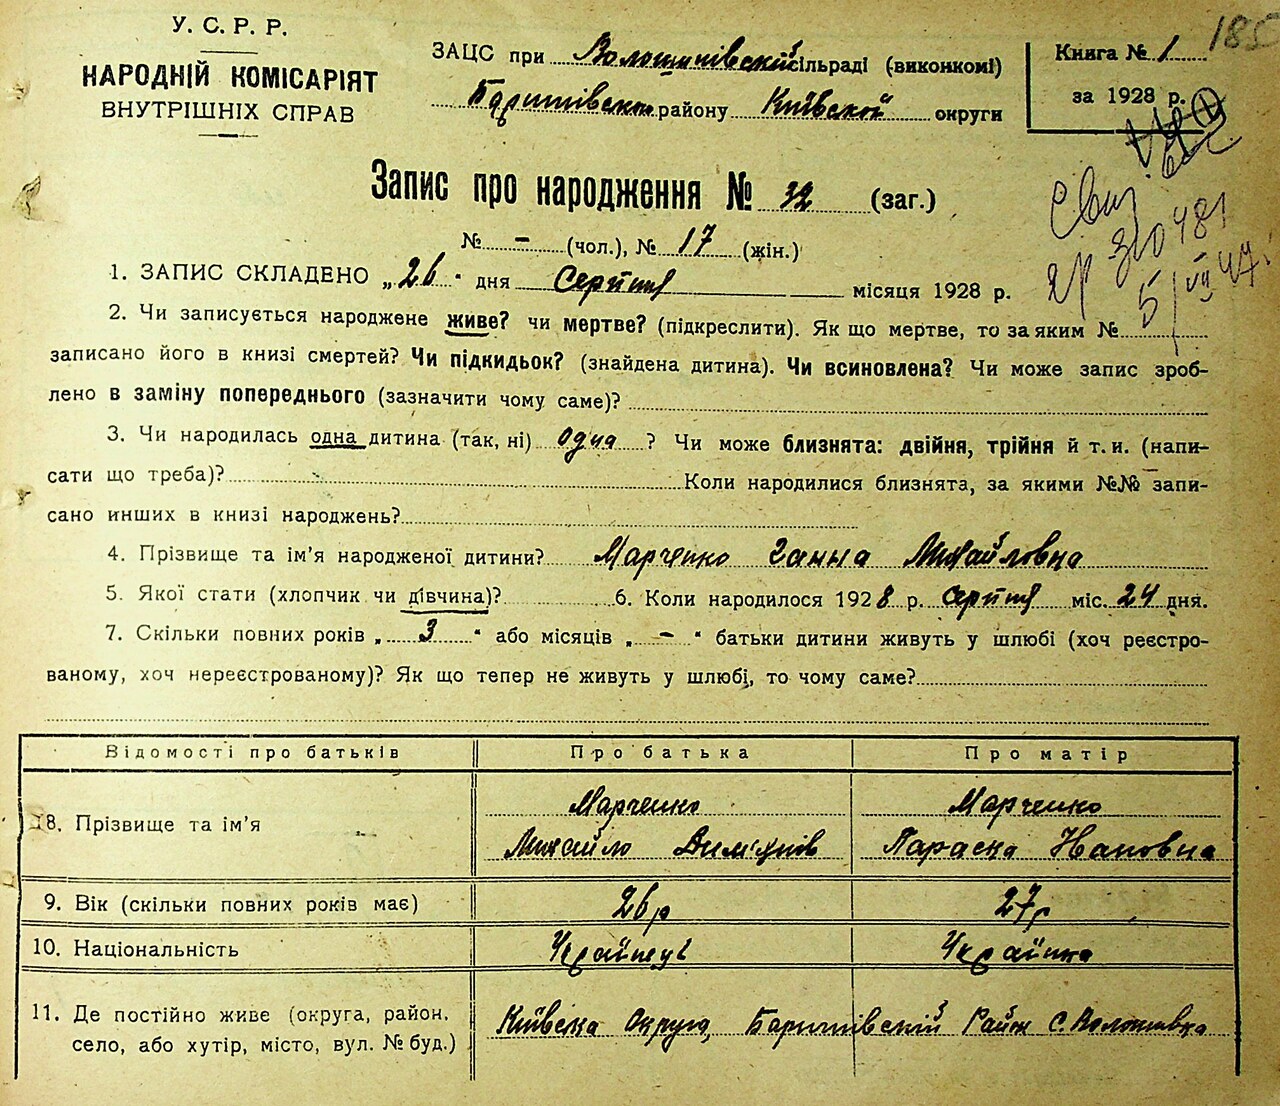 185
У. С. Р. Р.
НАРОДНІЙ КОМІСАРІЯТ
ВНУТРІШНІХ СПРАВ
ЗАЦС при Волошинівскій сільраді (виконкомі)
Баришівськом району Київской округи
Книга № 1
за 1928 р.
Запис про народження № 32 (заг.)
№ – (чол.), № 17 (жін.)
1. ЗАПИС СКЛАДЕНО „26" дня Серпня місяця 1928 р.
2. Чи записується народжене живе? чи мертве? (підкреслити). Як що мертве, то за яким №
записано його в книзі смертей? Чи підкидьок? (знайдена дитина). Чи всиновлена? Чи може запис зроб-
лено в заміну попереднього (зазначити чому саме)?
3. Чи народилась одна дитина (так, ні) одна? Чи може близнята: двійня, трійня й т. и. (напи-
сати що треба)? Коли народилися близнята, за якими №№ запи-
сано инших в книзі народжень?
4. Прізвище та ім'я народженої дитини? Марченко Ганна Михайловна
5. Якої стати (хлопчик чи дівчина)? 6. Коли народилося 1928 р. Серпня міс. 24 дня.
7. Скільки повних років „3" або місяців „–" батьки дитини живуть у шлюбі (хоч реєстро-
ваному, хоч нереєстрованому)? Як що тепер не живуть у шлюбі, то чому саме?
Відомості про батьків Про батька Про матір
8. Прізвище та ім'я
Марченко Марченко
Михайло Дим'янів Параска Ивановна
9. Вік (скільки повних років має) 26 р 27 р
10. Національність Українець Українка
11. Де постійно живе (округа, район, село, або хутір, місто, вул. № буд.)
Київска Округа, Баришівській Район С. Волошинівка